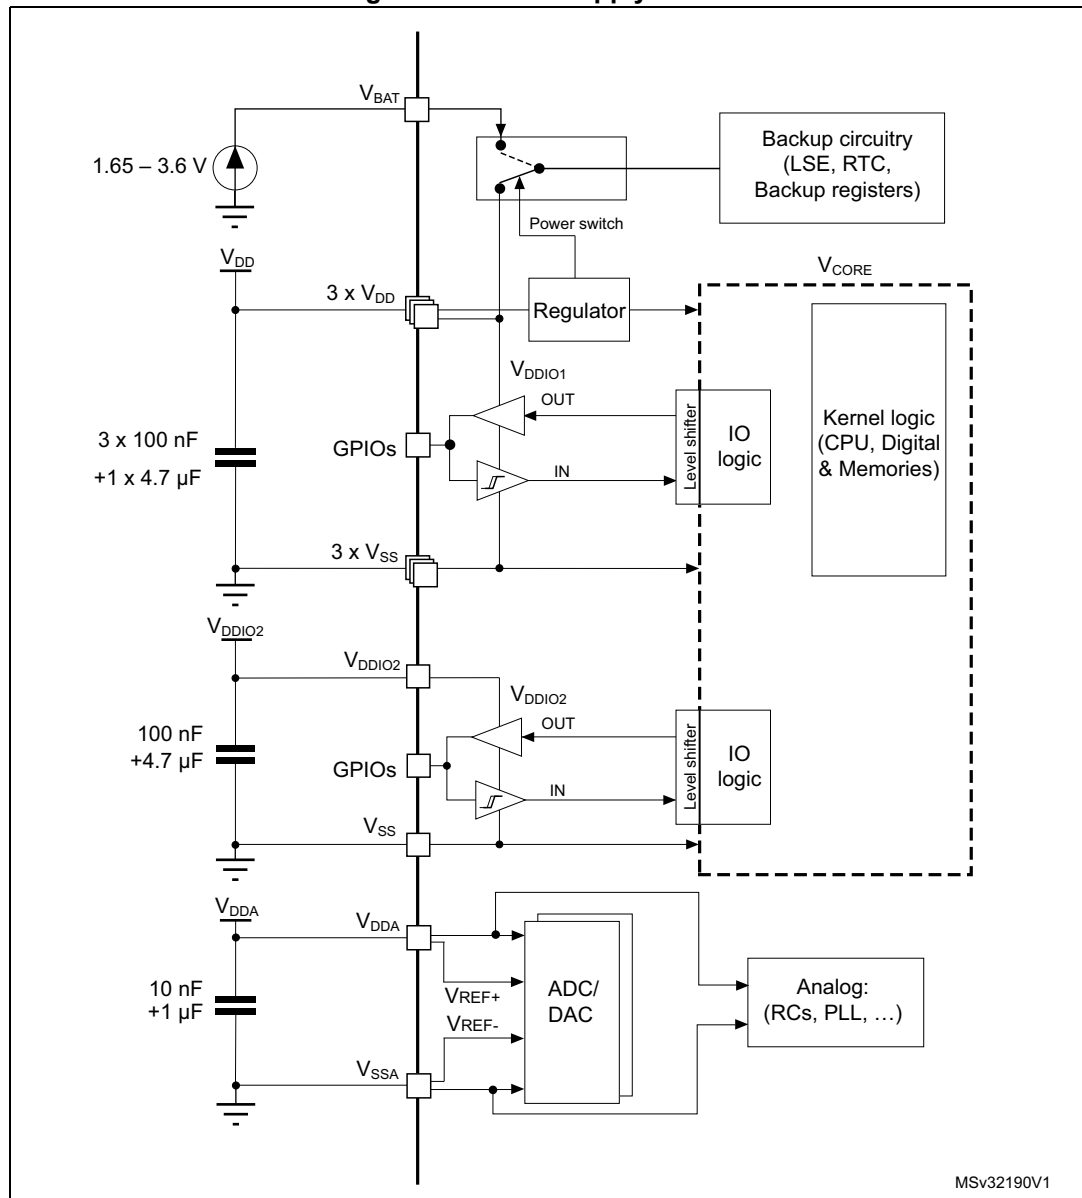 VBAT
1.65 – 3.6 V
Backup circuitry
(LSE, RTC,
Backup registers)
Power switch
VDD
3 x VDD
Regulator
VCORE
VDDIO1
OUT
Level shifter
IO
logic
Kernel logic
(CPU, Digital
& Memories)
3 x 100 nF
+1 x 4.7 µF
GPIOs
IN
3 x VSS
VDDIO2
VDDIO2
VDDIO2
OUT
100 nF
+4.7 µF
GPIOs
IN
Level shifter
IO
logic
VSS
VDDA
VDDA
10 nF
+1 µF
VREF+
VREF-
ADC/
DAC
Analog:
(RCs, PLL, …)
VSSA
MSv32190V1